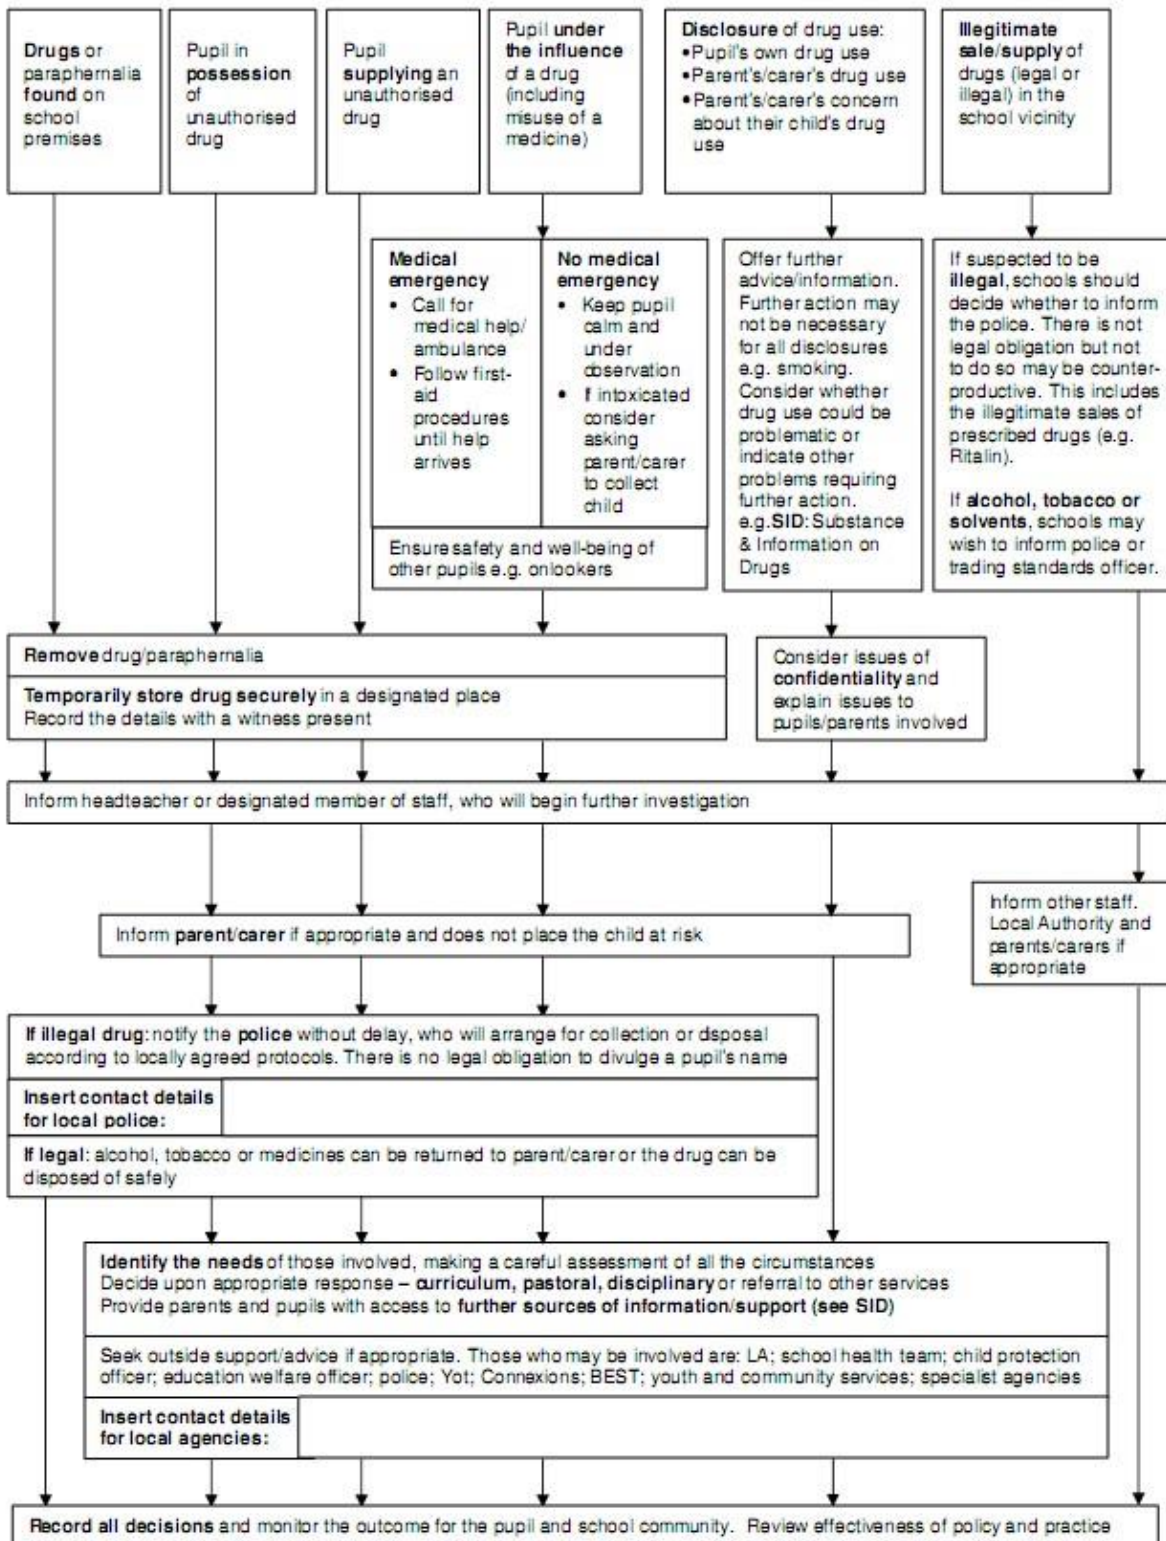 Drugs or
paraphernalia
found on
school
premises
Pupil in
possession
of
unauthorised
drug
Pupil
supplying an
unauthorised
drug
Pupil under
the influence
of a drug
(including
misuse of a
medicine)
Disclosure of drug use:
•Pupil's own drug use
•Parent's/carer's drug use
•Parent's/carer's concern
about their child's drug
use
Illegitimate
sale/supply of
drugs (legal or
illegal) in the
school vicinity
Medical
emergency
• Call for
medical help/
ambulance
• Follow first-
aid
procedures
until help
arrives
No medical
emergency
• Keep pupil
calm and
under
observation
• If intoxicated
consider
asking
parent/carer
to collect
child
Ensure safety and well-being of
other pupils e.g. onlookers
Offer further
advice/information.
Further action may
not be necessary
for all disclosures
e.g. smoking.
Consider whether
drug use could be
problematic or
indicate other
problems requiring
further action.
e.g.SID: Substance
& Information on
Drugs
If suspected to be
illegal, schools should
decide whether to inform
the police. There is not
legal obligation but not
to do so may be counter-
productive. This includes
the illegitimate sales of
prescribed drugs (e.g.
Ritalin).
If alcohol, tobacco or
solvents, schools may
wish to inform police or
trading standards officer.
Remove drug/paraphernalia
Temporarily store drug securely in a designated place
Record the details with a witness present
Consider issues of
confidentiality and
explain issues to
pupils/parents involved
Inform headteacher or designated member of staff, who will begin further investigation
Inform parent/carer if appropriate and does not place the child at risk
Inform other staff.
Local Authority and
parents/carers if
appropriate
If illegal drug: notify the police without delay, who will arrange for collection or disposal
according to locally agreed protocols. There is no legal obligation to divulge a pupil's name
Insert contact details
for local police:
If legal: alcohol, tobacco or medicines can be returned to parent/carer or the drug can be
disposed of safely
Identify the needs of those involved, making a careful assessment of all the circumstances
Decide upon appropriate response – curriculum, pastoral, disciplinary or referral to other services
Provide parents and pupils with access to further sources of information/support (see SID)
Seek outside support/advice if appropriate. Those who may be involved are: LA; school health team; child protection
officer; education welfare officer; police; Yot; Connexions; BEST; youth and community services; specialist agencies
Insert contact details
for local agencies:
Record all decisions and monitor the outcome for the pupil and school community. Review effectiveness of policy and practice